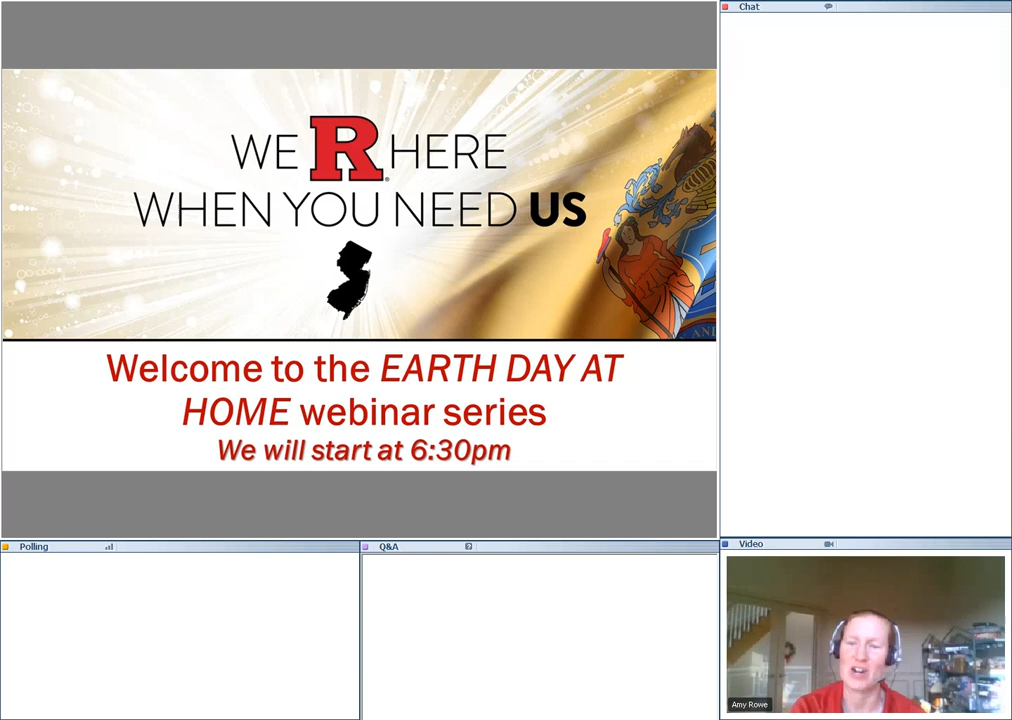 Chat
WE R HERE
WHEN YOU NEED US
AND
Welcome to the EARTH DAY AT
HOME webinar series
We will start at 6:30pm
Polling
Q&A
Video
Amy Rowe